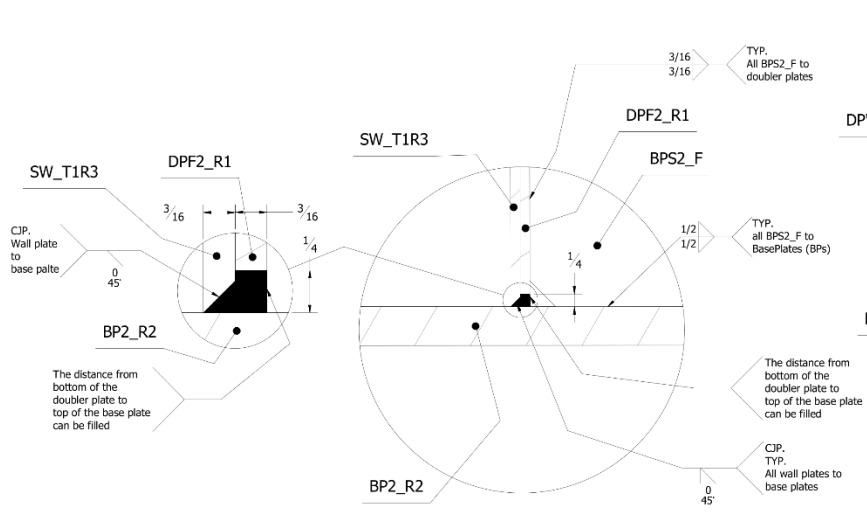 3/16
3/16
TYP.
All BPS2_F to
doubler plates
DPF2_R1
SW_T1R3
BPS2_F
DPF2_R1
SW_T1R3
3/16
3/16
1/4
CJP.
Wall plate
to
base palte
0
45°
1/2
1/2
TYP.
all BPS2_F to
BasePlates (BPs)
1/4
BP2_R2
The distance from
bottom of the
doubler plate to
top of the base plate
can be filled
The distance from
bottom of the
doubler plate to
top of the base plate
can be filled
CJP.
TYP.
All wall plates to
base plates
0
45°
BP2_R2